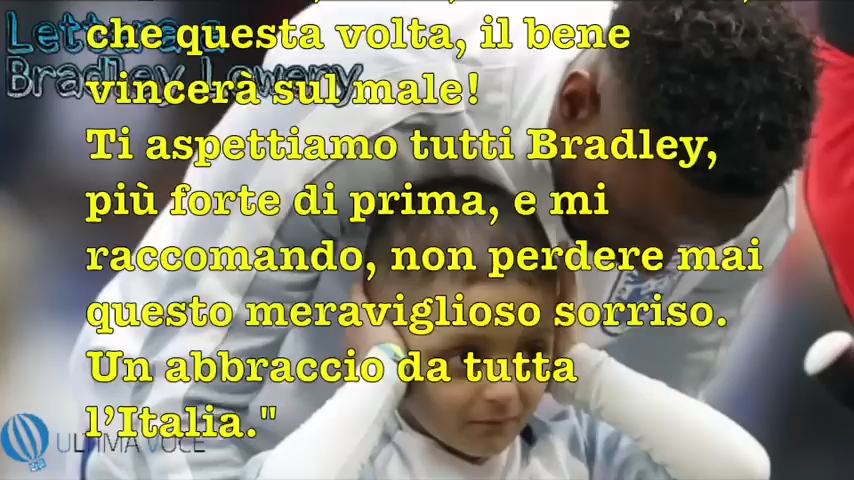 Lettera a
Bradley Lowery
che questa volta, il bene
vincerà sul male!
Ti aspettiamo tutti Bradley,
più forte di prima, e mi
raccomando, non perdere mai
questo meraviglioso sorriso.
Un abbraccio da tutta
l’Italia."
ULTIMA VOCE